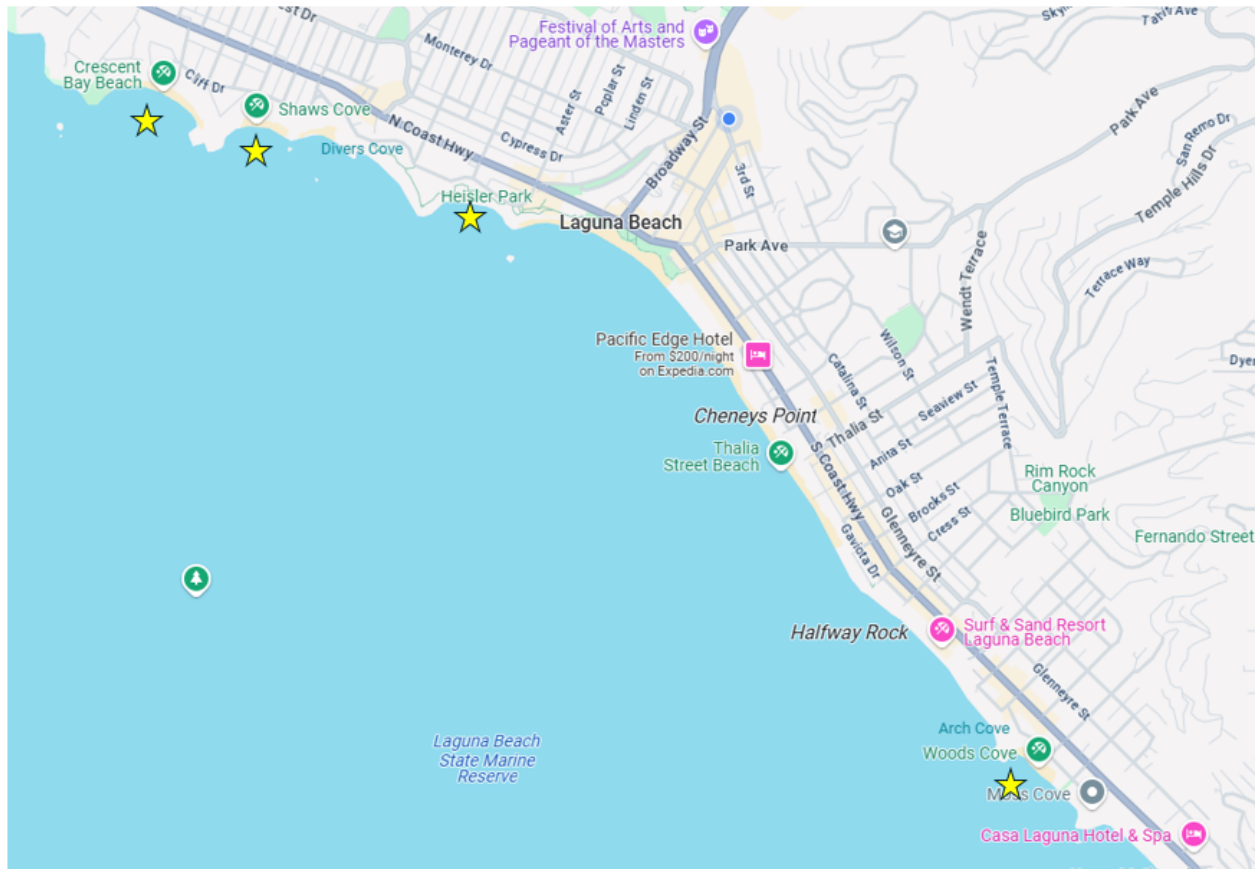 Festival of Arts and
Pageant of the Masters
Park Ave
Crescent
Bay Beach
Cliff Dr
Monterey Dr
Aster St
Poplar St
Linden St
Shaws Cove
N Coast Hwy
Cypress Dr
Broadway St
Divers Cove
3rd St
San Remo Dr
Temple Hills Dr
Heisler Park
Laguna Beach
Park Ave
Wendt Terrace
Terrace Way
Pacific Edge Hotel
From $200/night
on Expedia.com
Wilson St
Catalina St
Dyer
Temple Terrace
Seaview St
Cheneys Point
Thalia St
Thalia
Street Beach
S Coast Hwy
Anita St
Oak St
Rim Rock
Canyon
Brocks St
Bluebird Park
Cress St
Glenneyre St
Gaviota Dr
Fernando Street
Halfway Rock
Surf & Sand Resort
Laguna Beach
Glenneyre St
Arch Cove
Laguna Beach
State Marine
Reserve
Woods Cove
Moss Cove
Casa Laguna Hotel & Spa